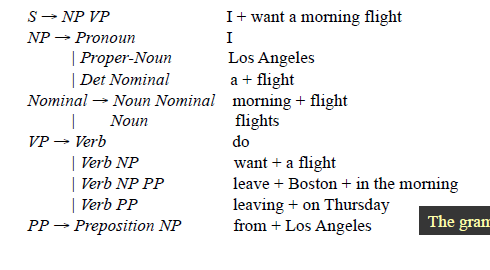 S → NP VP I + want a morning flight
NP → Pronoun I
| Proper-Noun Los Angeles
| Det Nominal a + flight
Nominal → Noun Nominal morning + flight
| Noun flights
VP → Verb do
| Verb NP want + a flight
| Verb NP PP leave + Boston + in the morning
| Verb PP leaving + on Thursday
PP → Preposition NP from + Los Angeles
The gram